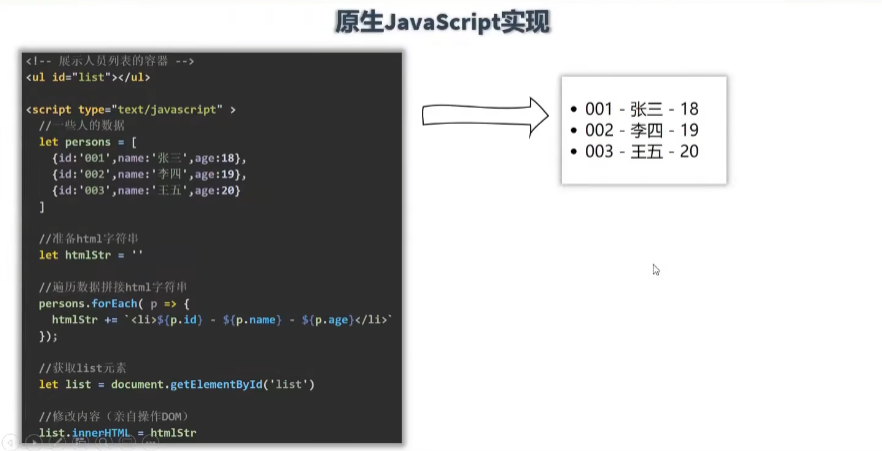 原生JavaScript实现
<!-- 展示人员列表的容器 -->
<ul id="list"></ul>
<script type="text/javascript" >
//一些人的数据
let persons = [
{id:'001',name:'张三',age:18},
{id:'002',name:'李四',age:19},
{id:'003',name:'王五',age:20}
]
//准备html字符串
let htmlStr = ''
//遍历数据拼接html字符串
persons.forEach( p => {
htmlStr += `<li>${p.id} - ${p.name} - ${p.age}</li>`
});
//获取list元素
let list = document.getElementById('list')
//修改内容（亲自操作DOM）
list.innerHTML = htmlStr
• 001 - 张三 - 18
• 002 - 李四 - 19
• 003 - 王五 - 20